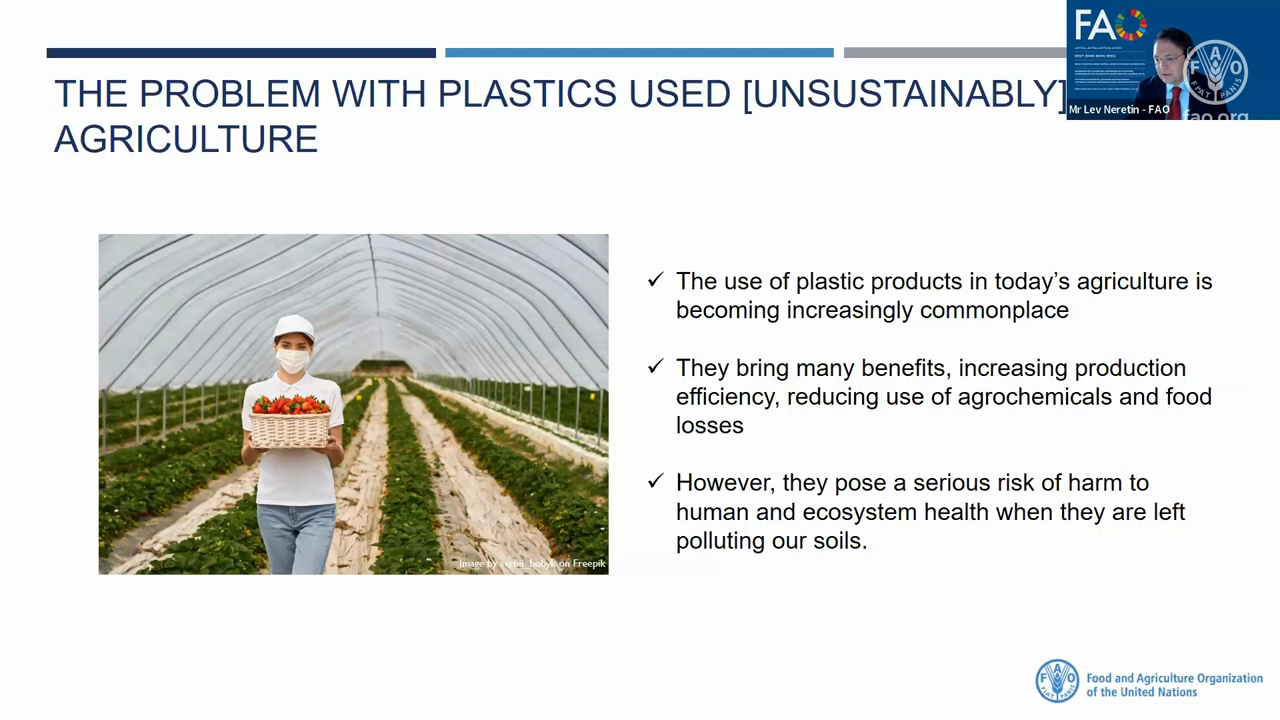 THE PROBLEM WITH PLASTICS USED [UNSUSTAINABLY]
AGRICULTURE
FAO
Mr Lev Neretin - FAO
fao.org
The use of plastic products in today's agriculture is
becoming increasingly commonplace
They bring many benefits, increasing production
efficiency, reducing use of agrochemicals and food
losses
However, they pose a serious risk of harm to
human and ecosystem health when they are left
polluting our soils.
Image by serhii_bobyk on Freepik
Food and Agriculture Organization
of the United Nations